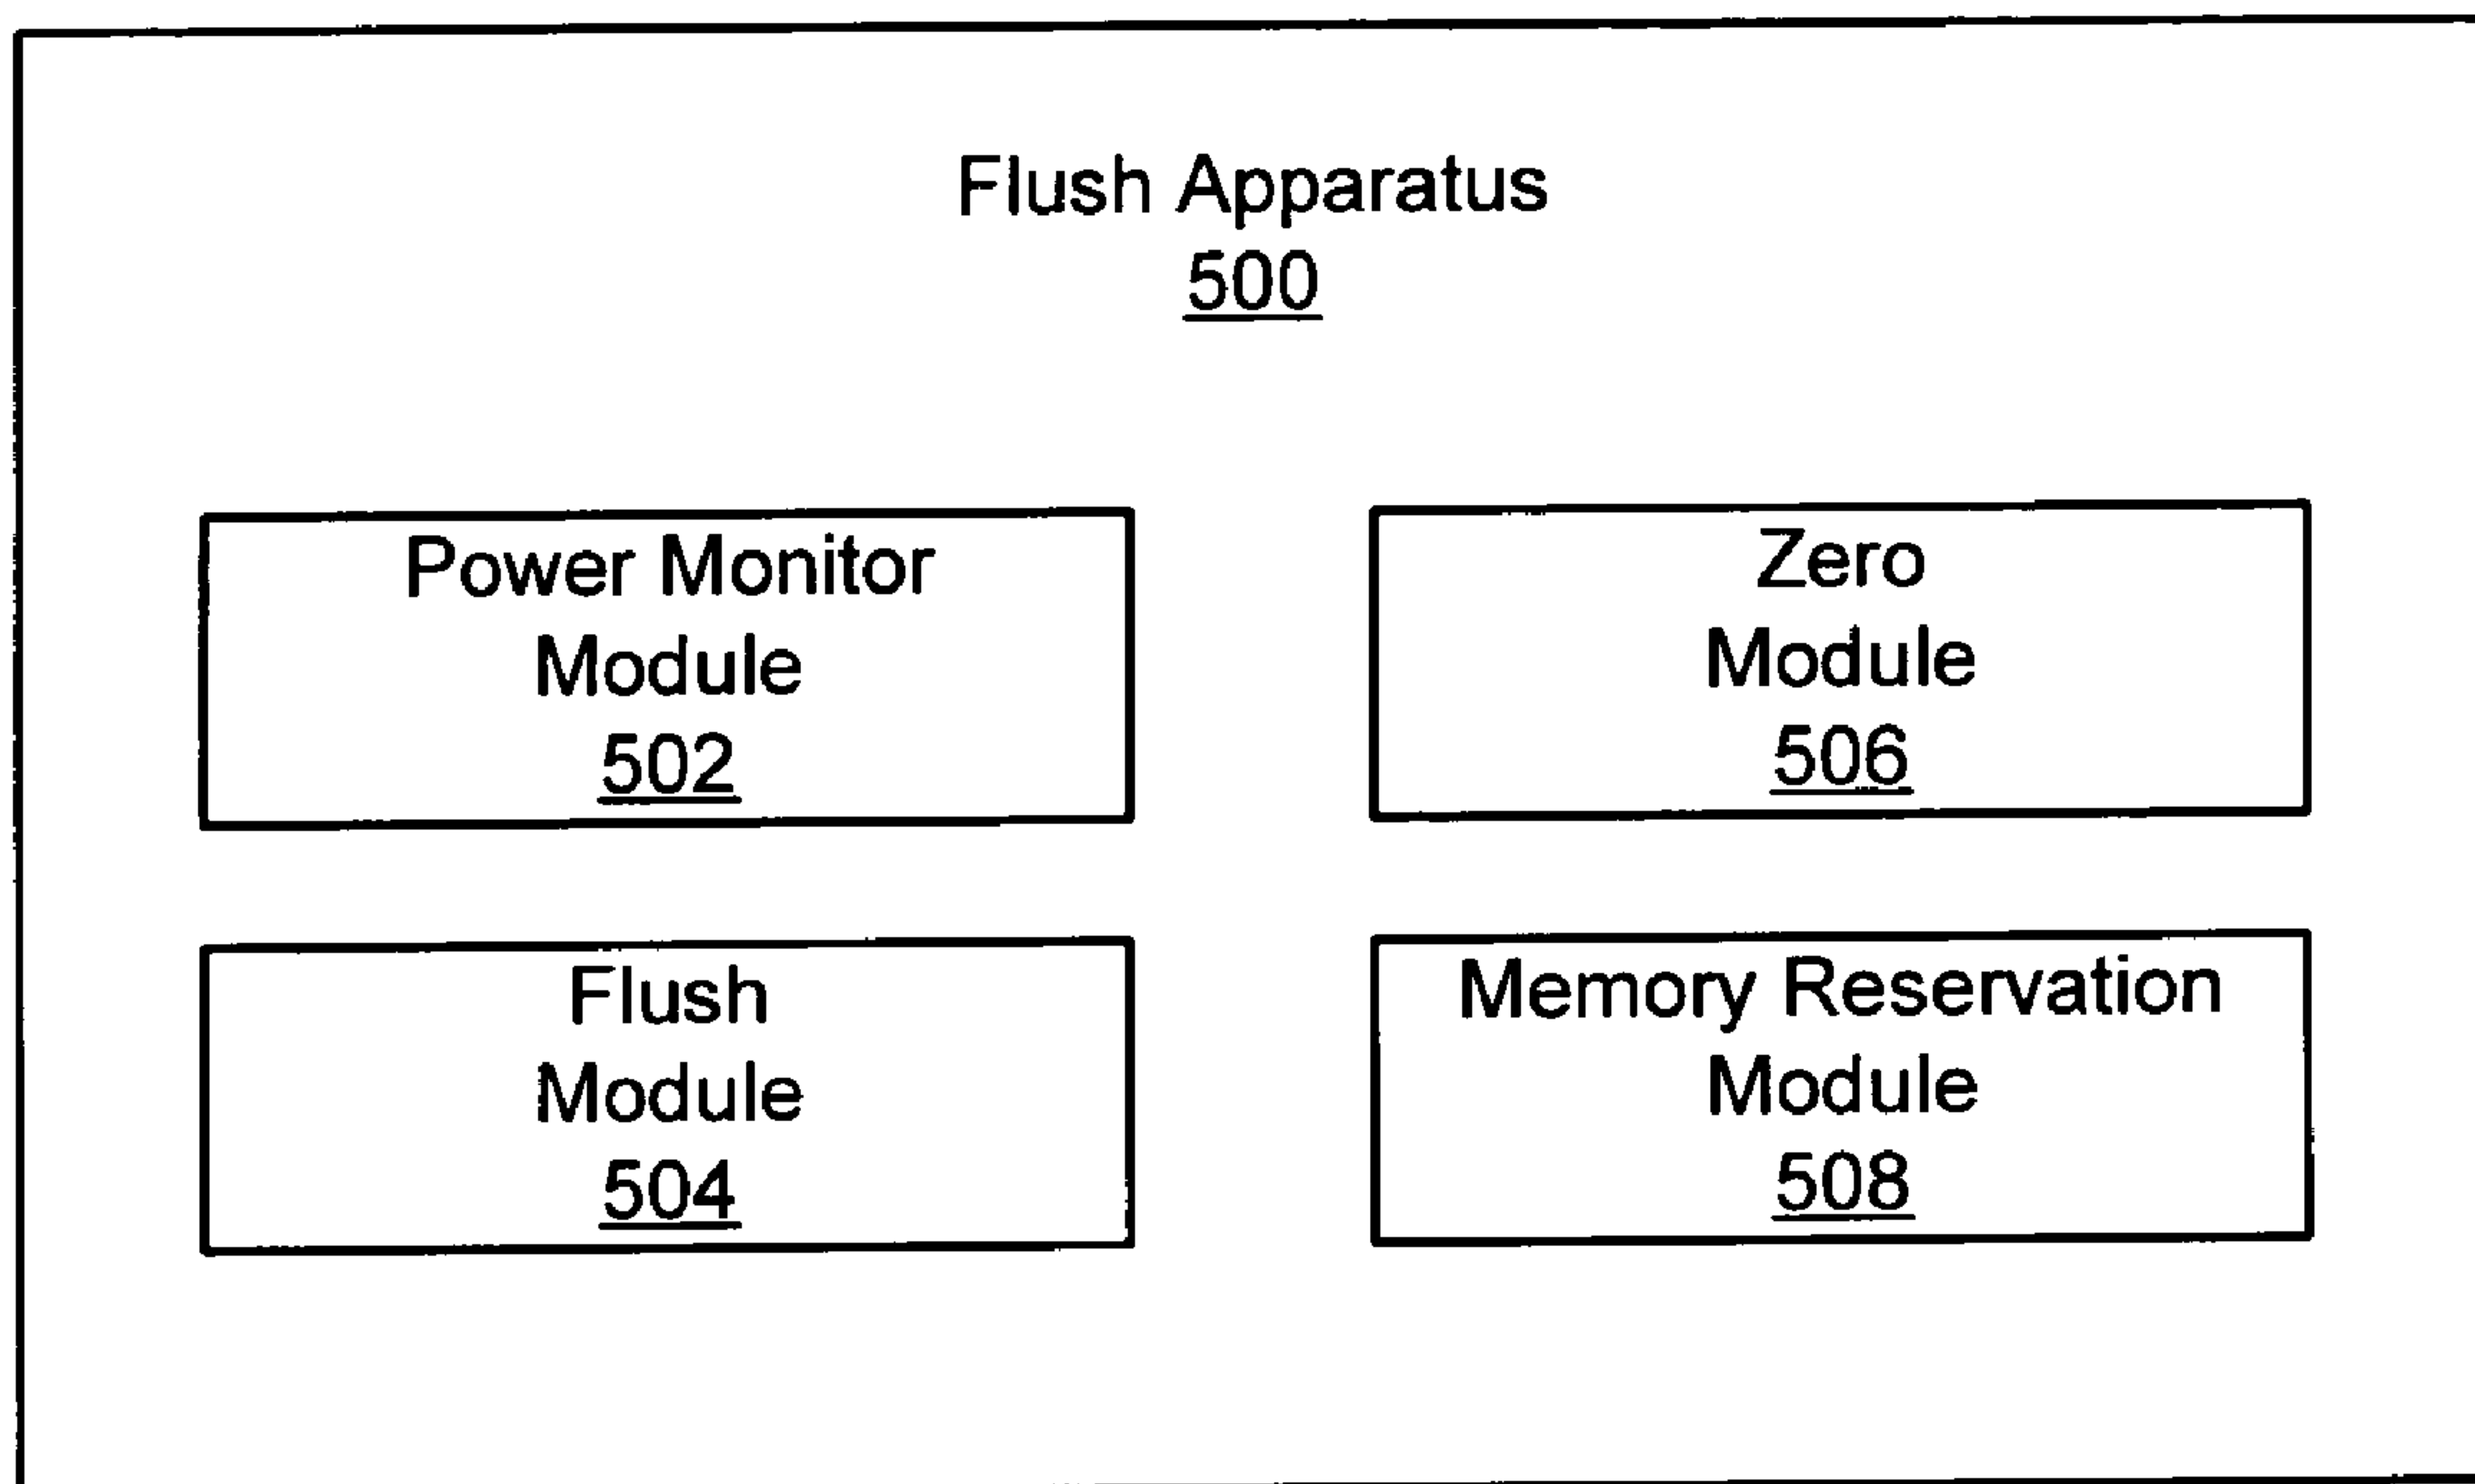 Flush Apparatus
500
Power Monitor
Module
502
Zero
Module
506
Flush
Module
504
Memory Reservation
Module
508